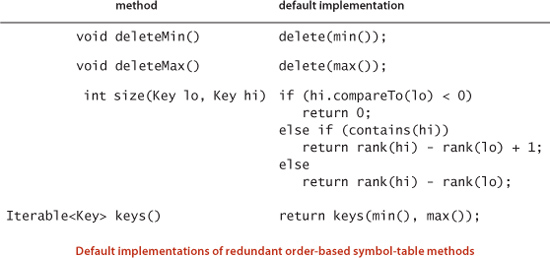 method default implementation
void deleteMin() delete(min());
void deleteMax() delete(max());
int size(Key lo, Key hi) if (hi.compareTo(lo) < 0)
return 0;
else if (contains(hi))
return rank(hi) - rank(lo) + 1;
else
return rank(hi) - rank(lo);
Iterable<Key> keys() return keys(min(), max());
Default implementations of redundant order-based symbol-table methods